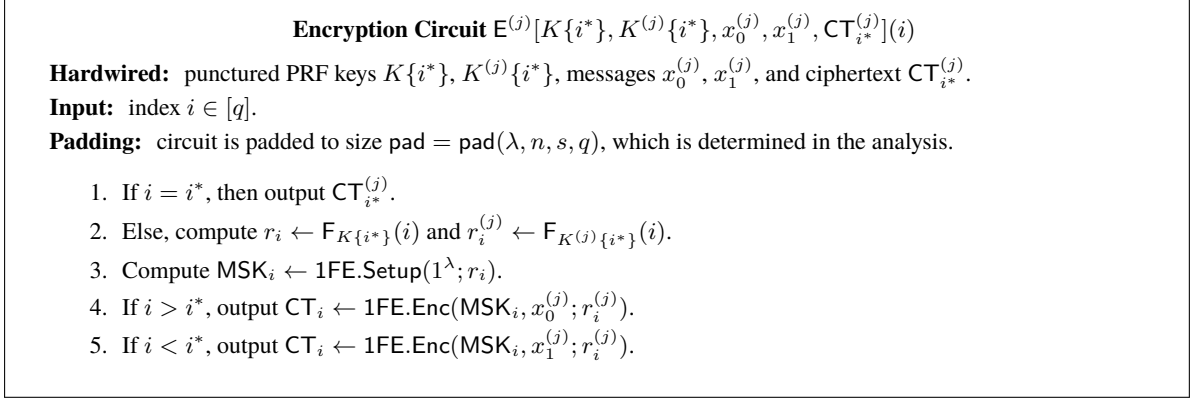 Encryption Circuit E^{(j)}[K{i*}, K^{(j)}{i*}, x_0^{(j)}, x_1^{(j)}, CT_{i*}^{(j)}](i)
Hardwired: punctured PRF keys K{i*}, K^{(j)}{i*}, messages x_0^{(j)}, x_1^{(j)}, and ciphertext CT_{i*}^{(j)}.
Input: index i ∈ [q].
Padding: circuit is padded to size pad = pad(λ, n, s, q), which is determined in the analysis.
1. If i = i*, then output CT_{i*}^{(j)}.
2. Else, compute r_i ← F_{K{i*}}(i) and r_i^{(j)} ← F_{K^{(j)}{i*}}(i).
3. Compute MSK_i ← 1FE.Setup(1^λ; r_i).
4. If i > i*, output CT_i ← 1FE.Enc(MSK_i, x_0^{(j)}; r_i^{(j)}).
5. If i < i*, output CT_i ← 1FE.Enc(MSK_i, x_1^{(j)}; r_i^{(j)}).